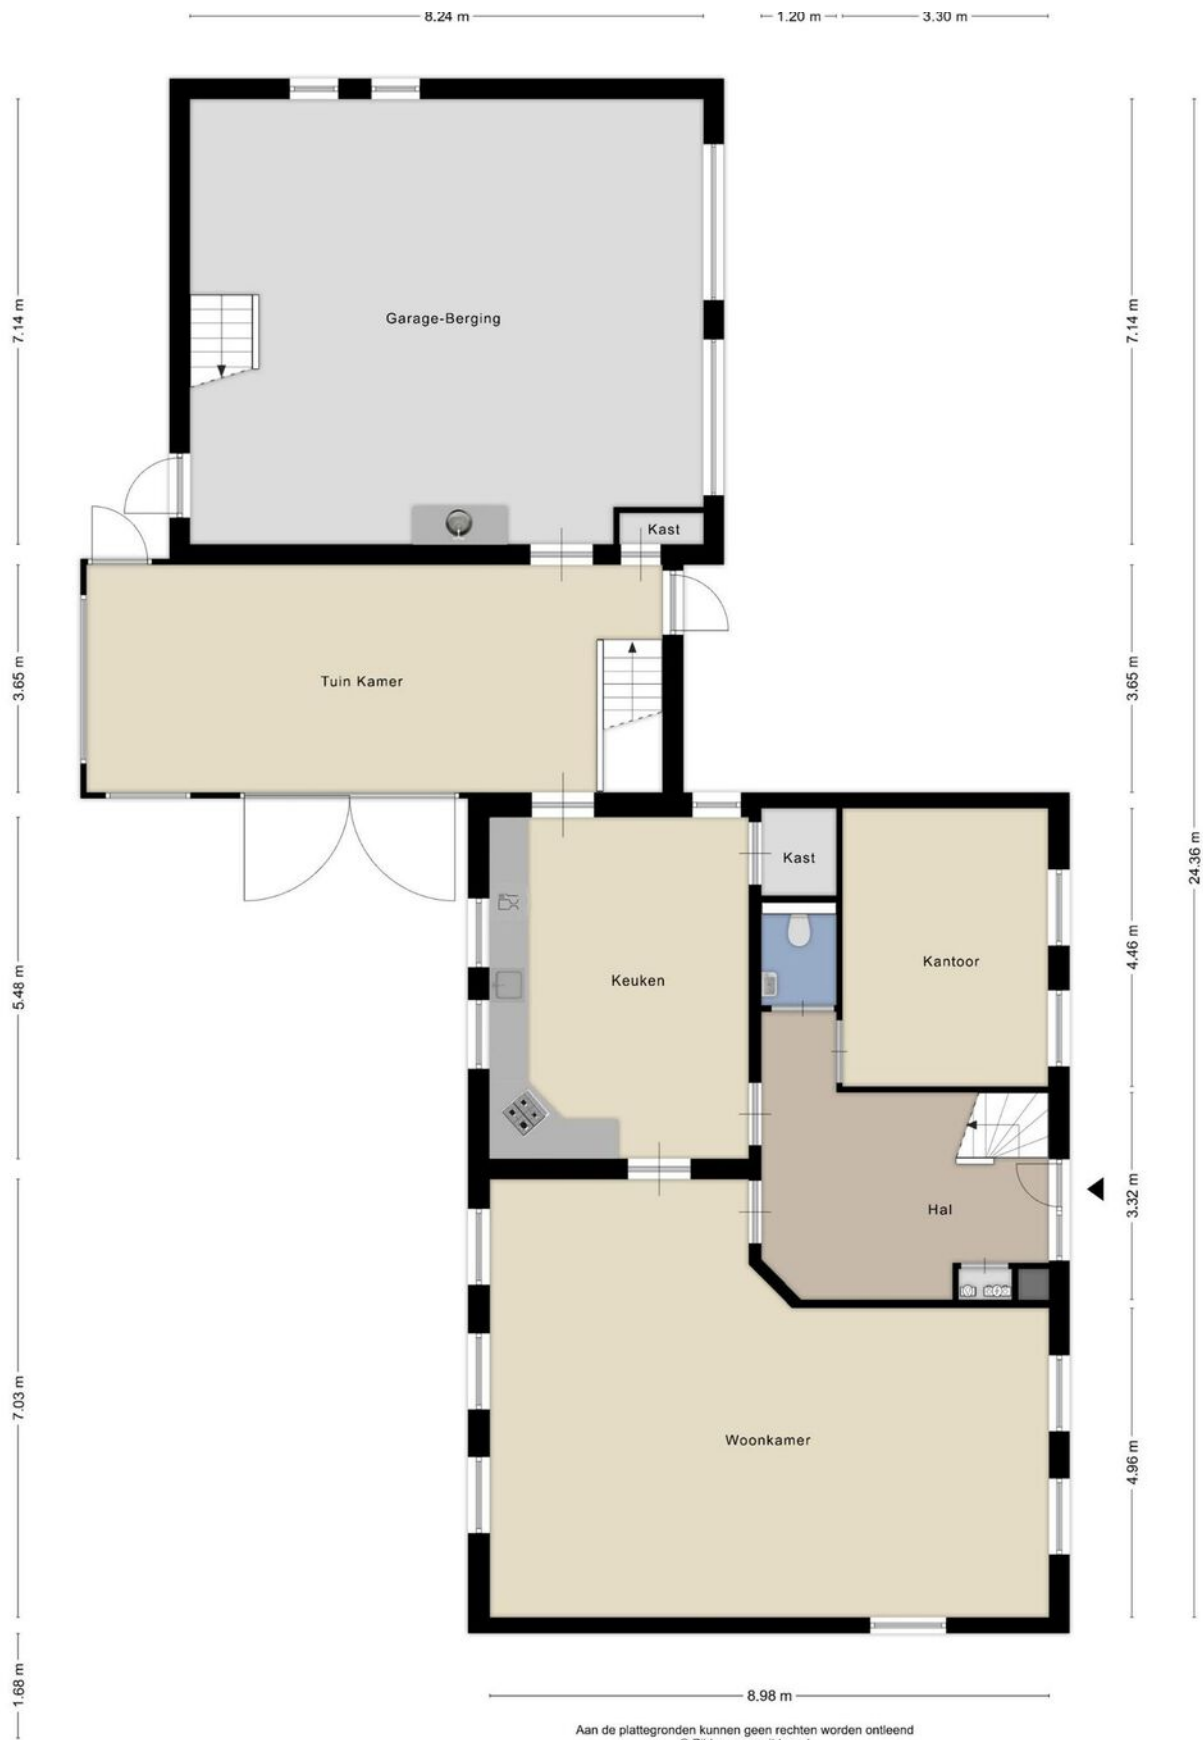 8.24 m
1.20 m
3.30 m
7.14 m
Garage-Berging
7.14 m
Kast
3.65 m
Tuin Kamer
3.65 m
24.36 m
Kast
5.48 m
Keuken
Kantoor
4.46 m
Hal
3.32 m
7.03 m
Woonkamer
4.96 m
1.68 m
8.98 m
Aan de plattegronden kunnen geen rechten worden ontleend